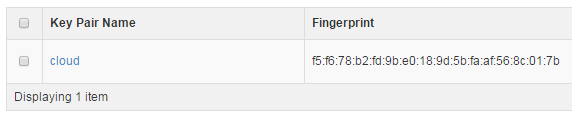 Key Pair Name Fingerprint
cloud f5:f6:78:b2:fd:9b:e0:18:9d:5b:fa:af:56:8c:01:7b
Displaying 1 item